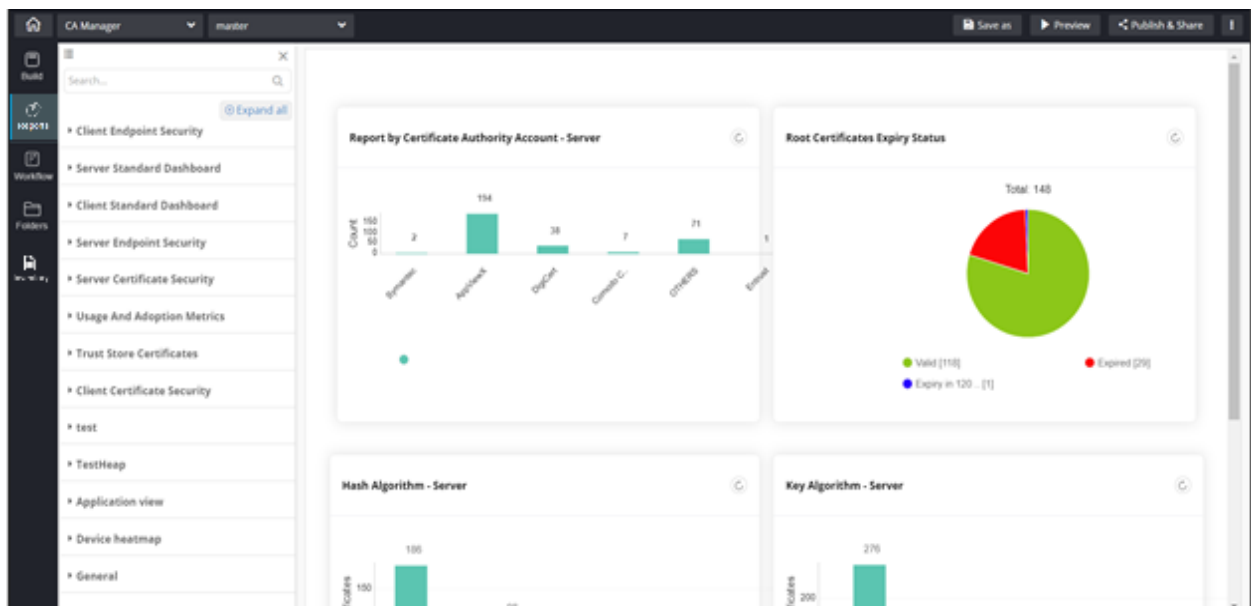 CA Manager
master
Save as
Preview
Publish & Share
Build
Reports
Workflow
Folders
Search...
Expand all
Client Endpoint Security
Server Standard Dashboard
Client Standard Dashboard
Server Endpoint Security
Server Certificate Security
Usage And Adoption Metrics
Trust Store Certificates
Client Certificate Security
test
TestHeap
Application view
Device heatmap
General
Report by Certificate Authority Account - Server
Count
150
100
50
0
2
194
38
7
71
1
Symantec
AppViewX
DigiCert
Comodo C..
OTHERS
Entrust
Root Certificates Expiry Status
Total: 148
Valid [118]
Expired [29]
Expiry in 120 .. [1]
Hash Algorithm - Server
186
150
Key Algorithm - Server
276
200